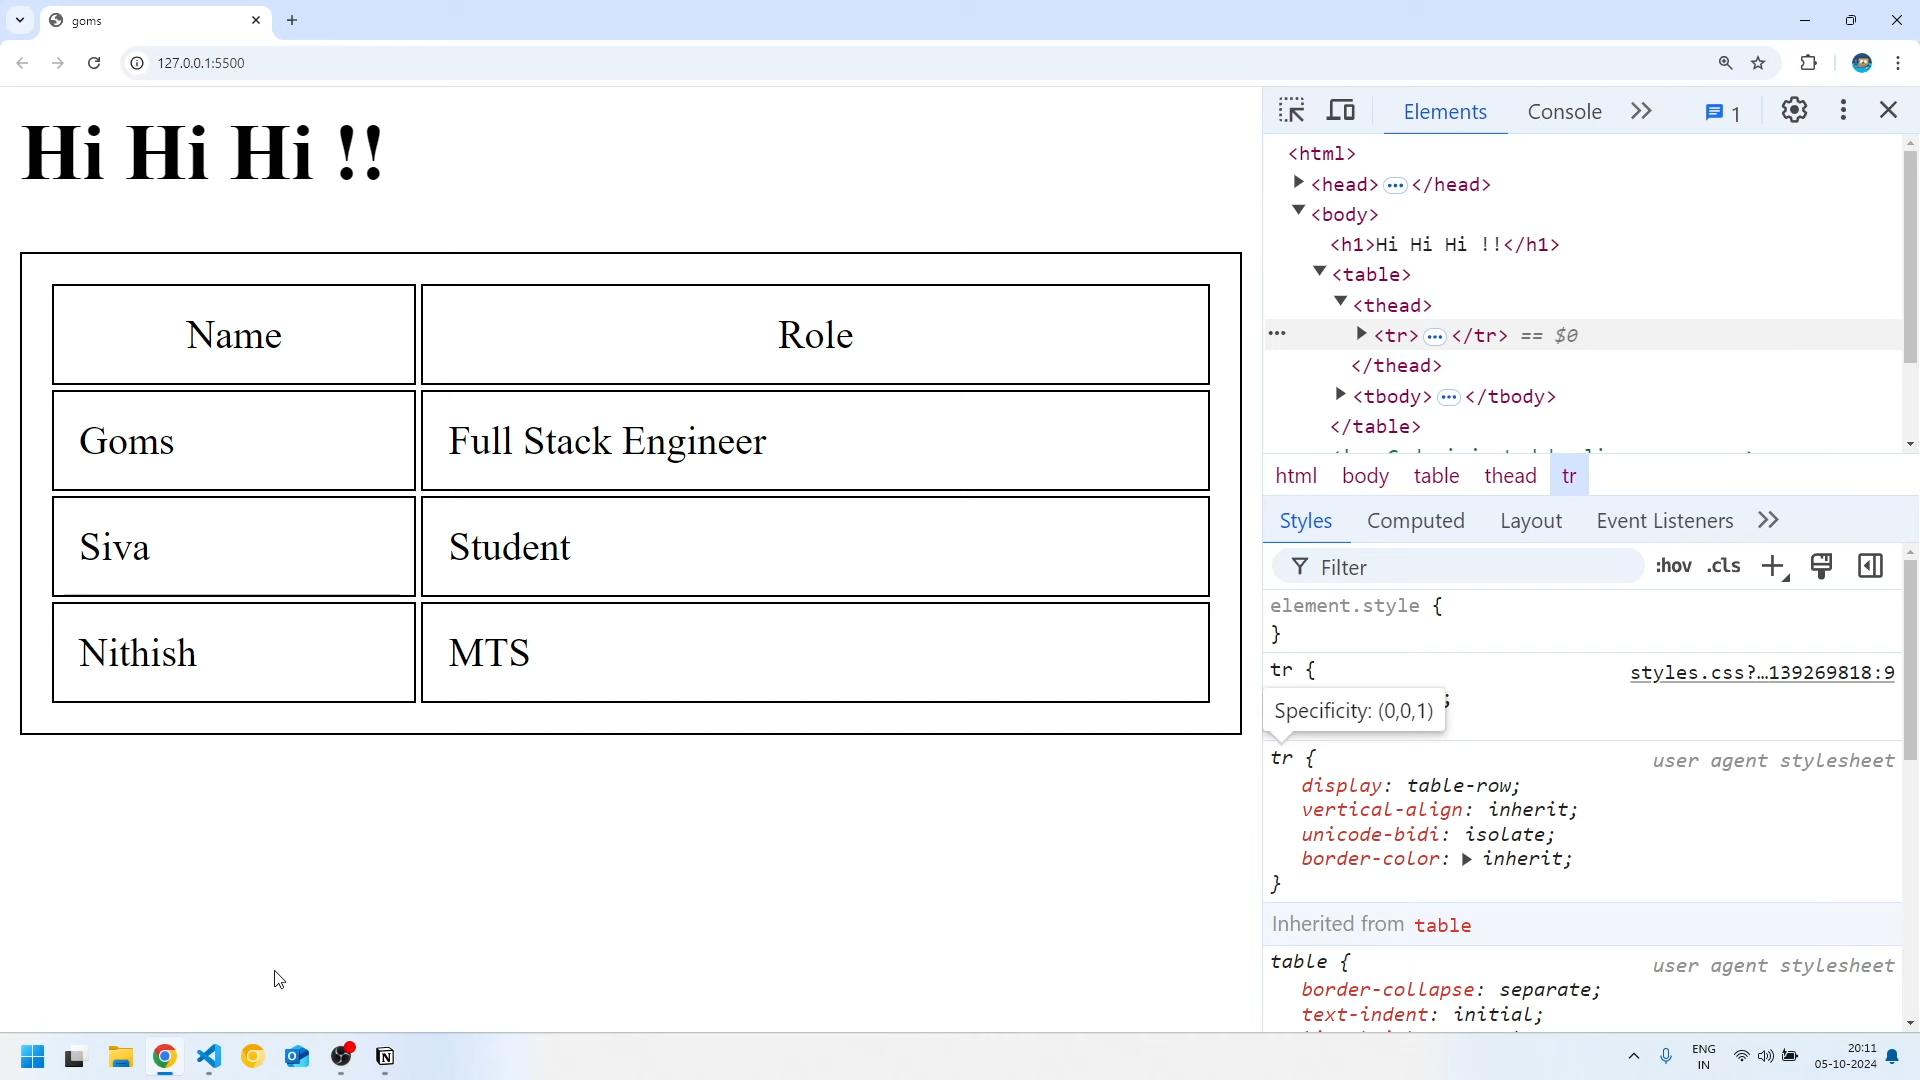 goms
127.0.0.1:5500
Hi Hi Hi !!
Name Role
Goms Full Stack Engineer
Siva Student
Nithish MTS
Elements Console 1
<html>
<head> </head>
<body>
<h1>Hi Hi Hi !!</h1>
<table>
<thead>
<tr> </tr> == $0
</thead>
<tbody> </tbody>
</table>
html body table thead tr
Styles Computed Layout Event Listeners
Filter :hov .cls
element.style {
}
tr { styles.css?…139269818:9
;
Specificity: (0,0,1)
tr { user agent stylesheet
display: table-row;
vertical-align: inherit;
unicode-bidi: isolate;
border-color: inherit;
}
Inherited from table
table { user agent stylesheet
border-collapse: separate;
text-indent: initial;
ENG
IN
20:11
05-10-2024